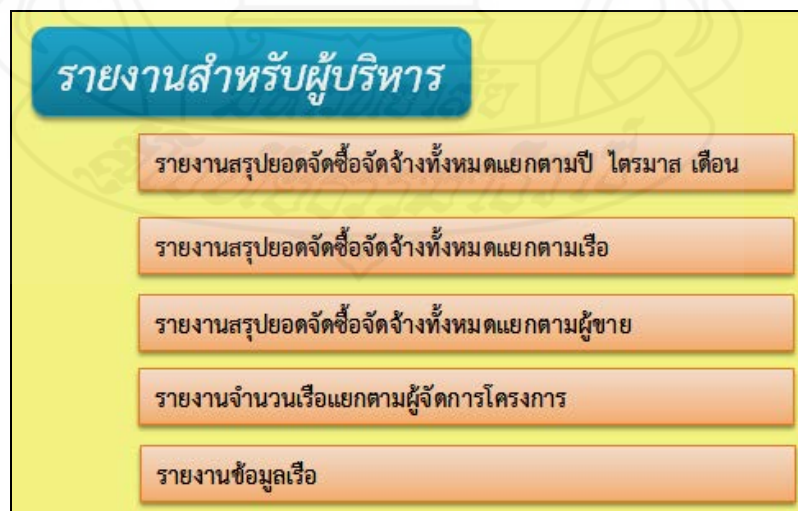 รายงานสำหรับผู้บริหาร
รายงานสรุปยอดจัดซื้อจัดจ้างทั้งหมดแยกตามปี ไตรมาส เดือน
รายงานสรุปยอดจัดซื้อจัดจ้างทั้งหมดแยกตามเรือ
รายงานสรุปยอดจัดซื้อจัดจ้างทั้งหมดแยกตามผู้ขาย
รายงานจำนวนเรือแยกตามผู้จัดการโครงการ
รายงานข้อมูลเรือ